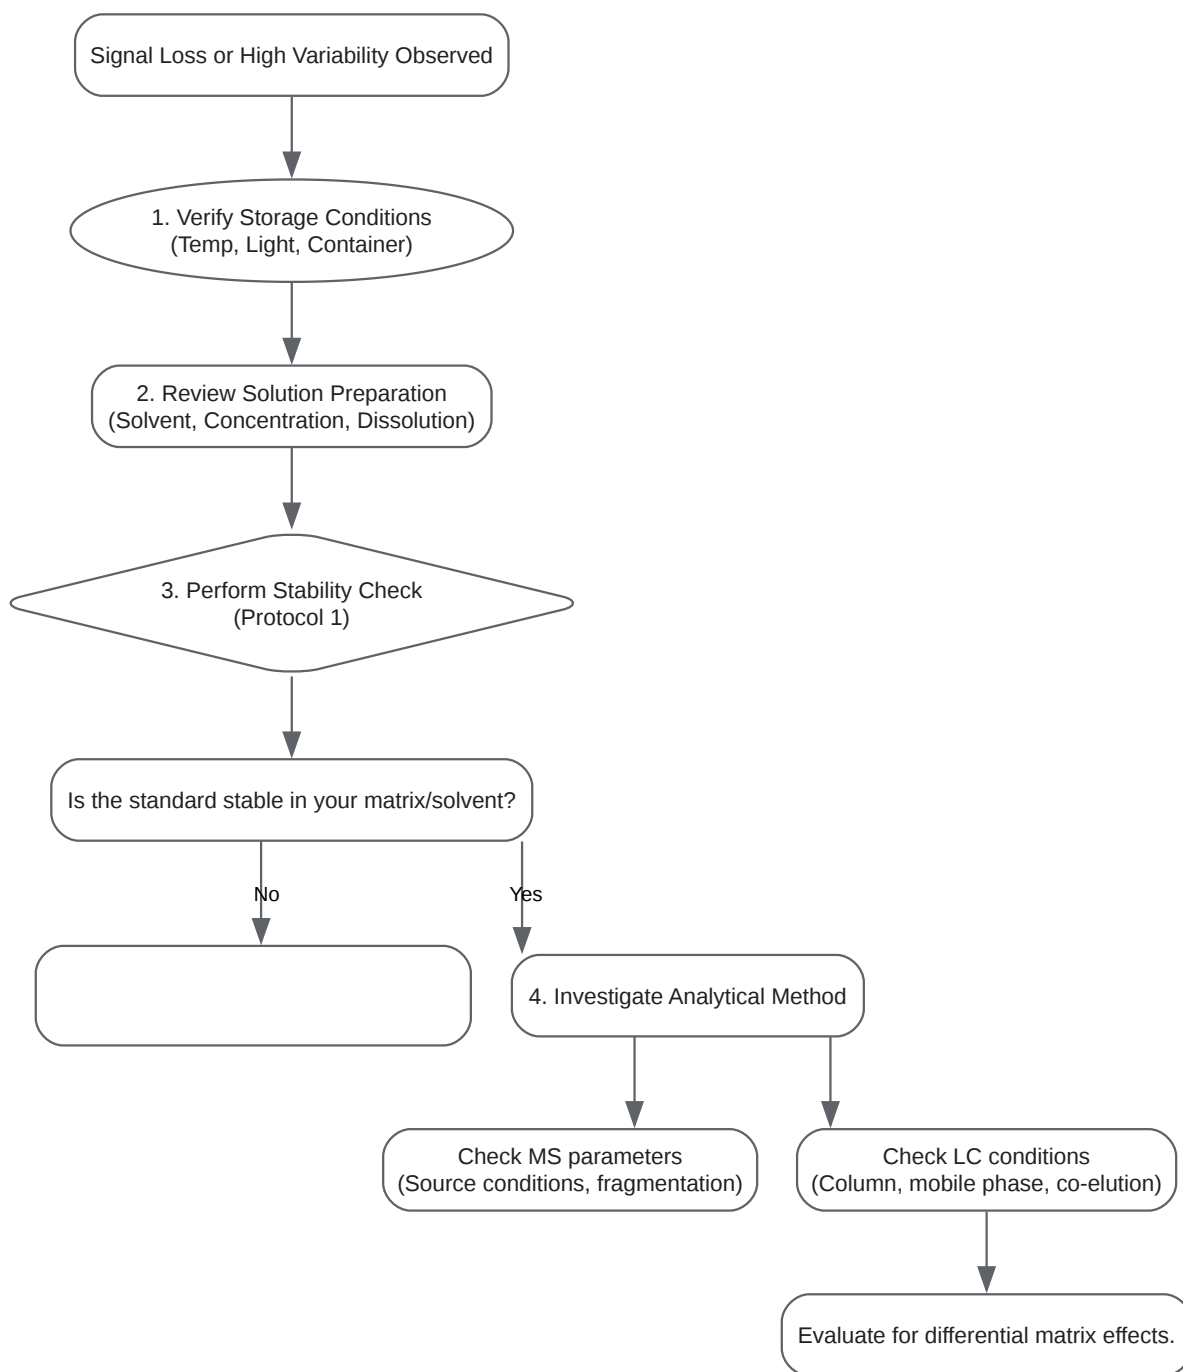 Signal Loss or High Variability Observed
1. Verify Storage Conditions
(Temp, Light, Container)
2. Review Solution Preparation
(Solvent, Concentration, Dissolution)
3. Perform Stability Check
(Protocol 1)
Is the standard stable in your matrix/solvent?
No
Yes
4. Investigate Analytical Method
Check MS parameters
(Source conditions, fragmentation)
Check LC conditions
(Column, mobile phase, co-elution)
Evaluate for differential matrix effects.